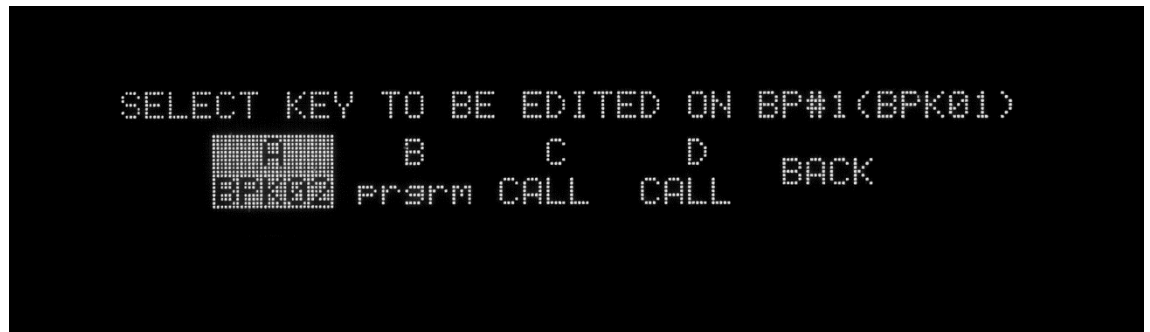 SELECT KEY TO BE EDITED ON BP#1(BPK01)
A B C D
BPK02 prgrm CALL CALL BACK